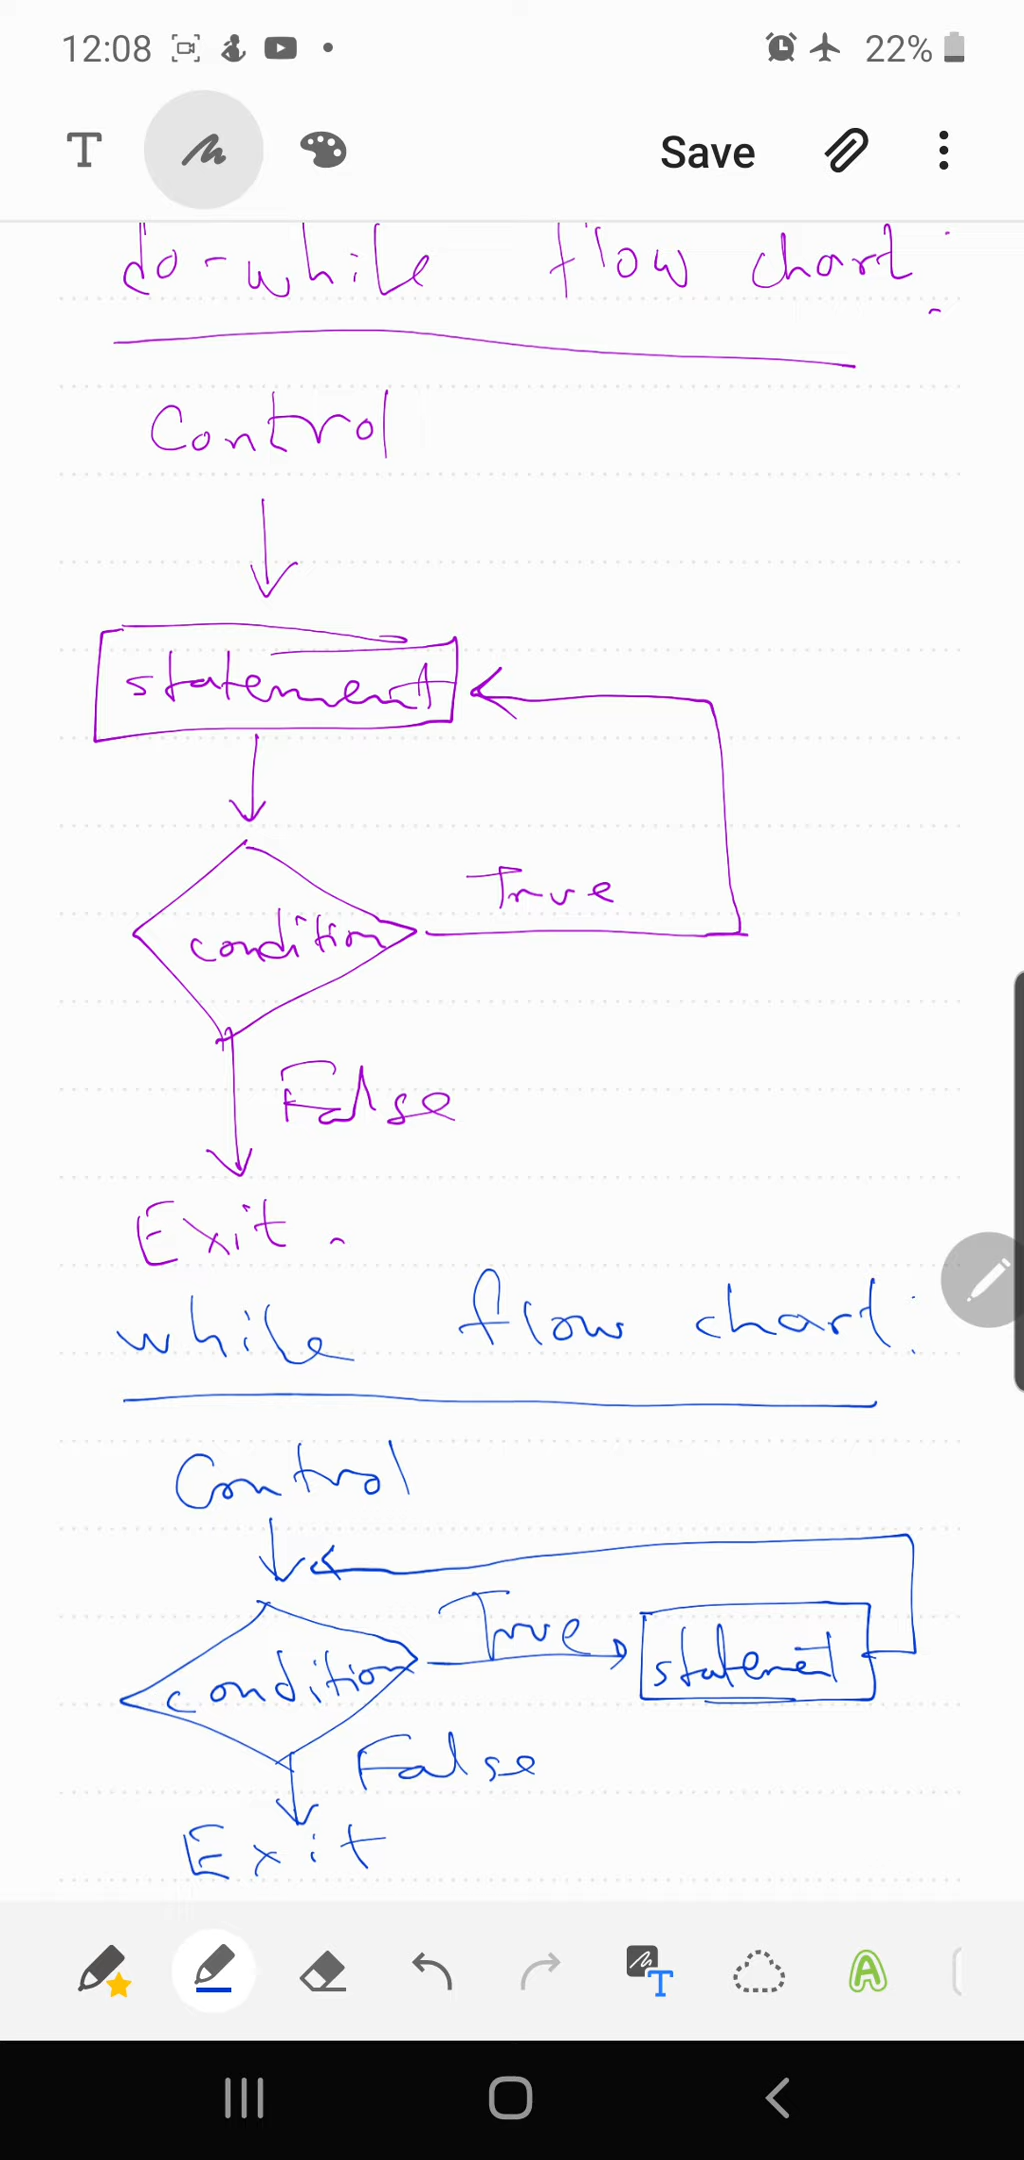 12:08 22%
T Save
do-while flow chart:
Control
statement
True
condition
False
Exit.
while flow chart:
Control
True
statement
condition
False
Exit
T A